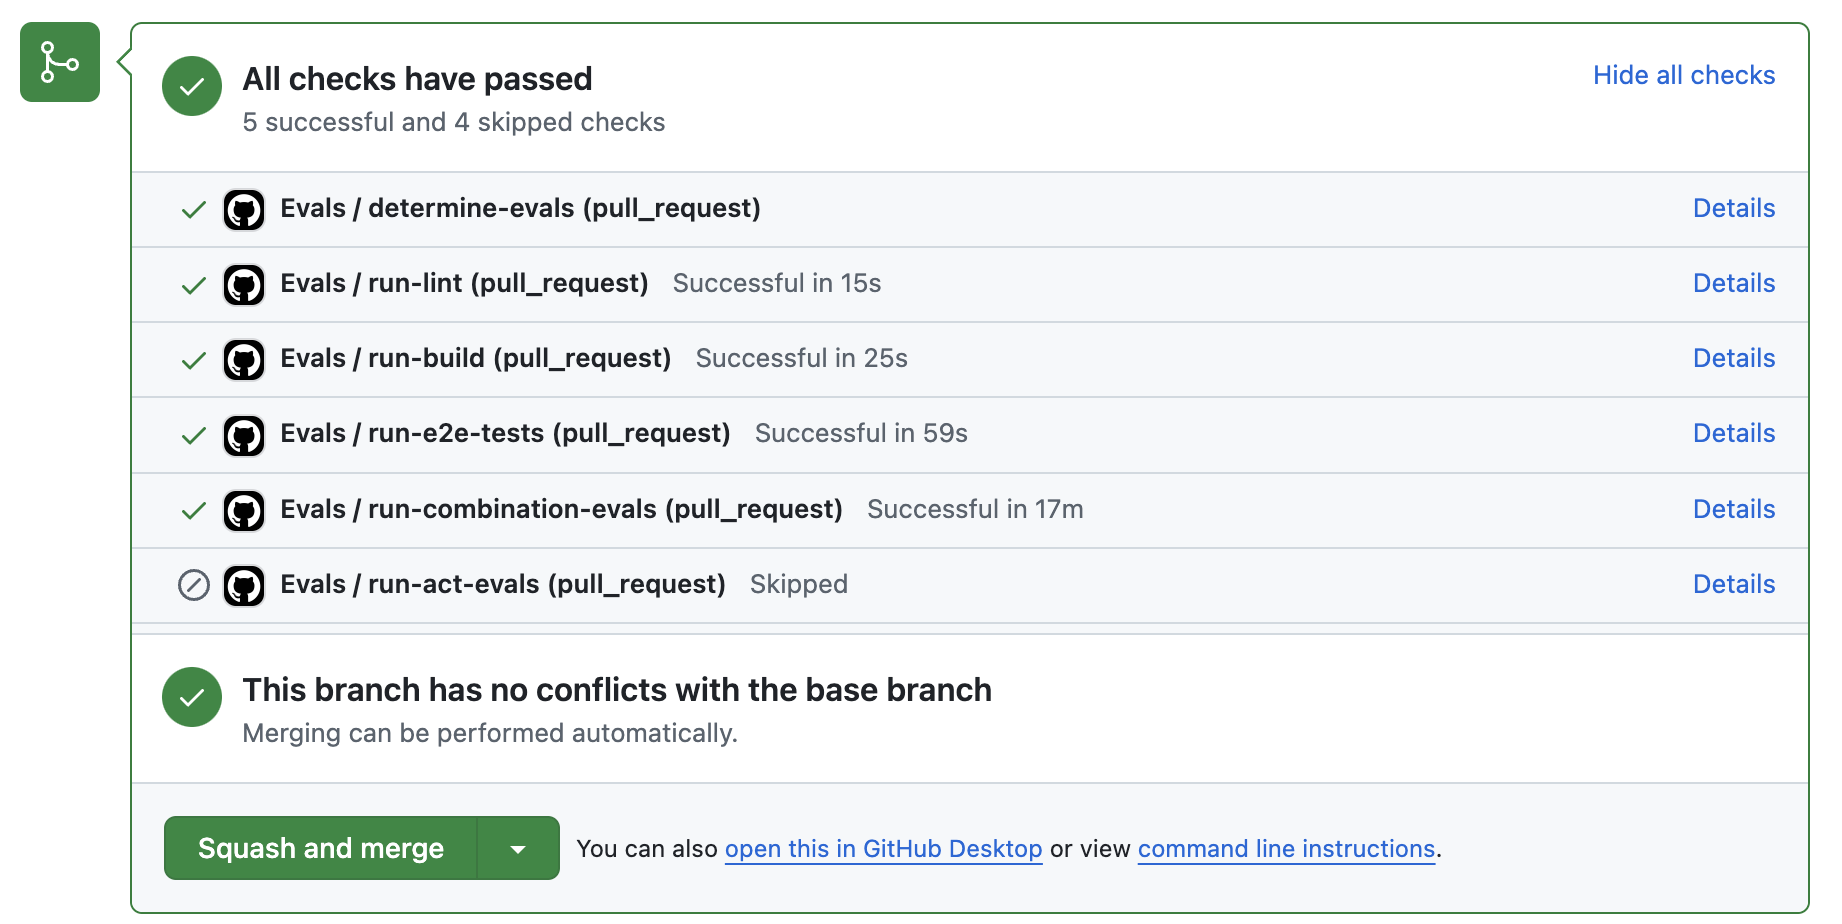 All checks have passed
Hide all checks
5 successful and 4 skipped checks
Evals / determine-evals (pull_request) Details
Evals / run-lint (pull_request) Successful in 15s Details
Evals / run-build (pull_request) Successful in 25s Details
Evals / run-e2e-tests (pull_request) Successful in 59s Details
Evals / run-combination-evals (pull_request) Successful in 17m Details
Evals / run-act-evals (pull_request) Skipped Details
This branch has no conflicts with the base branch
Merging can be performed automatically.
Squash and merge You can also open this in GitHub Desktop or view command line instructions.